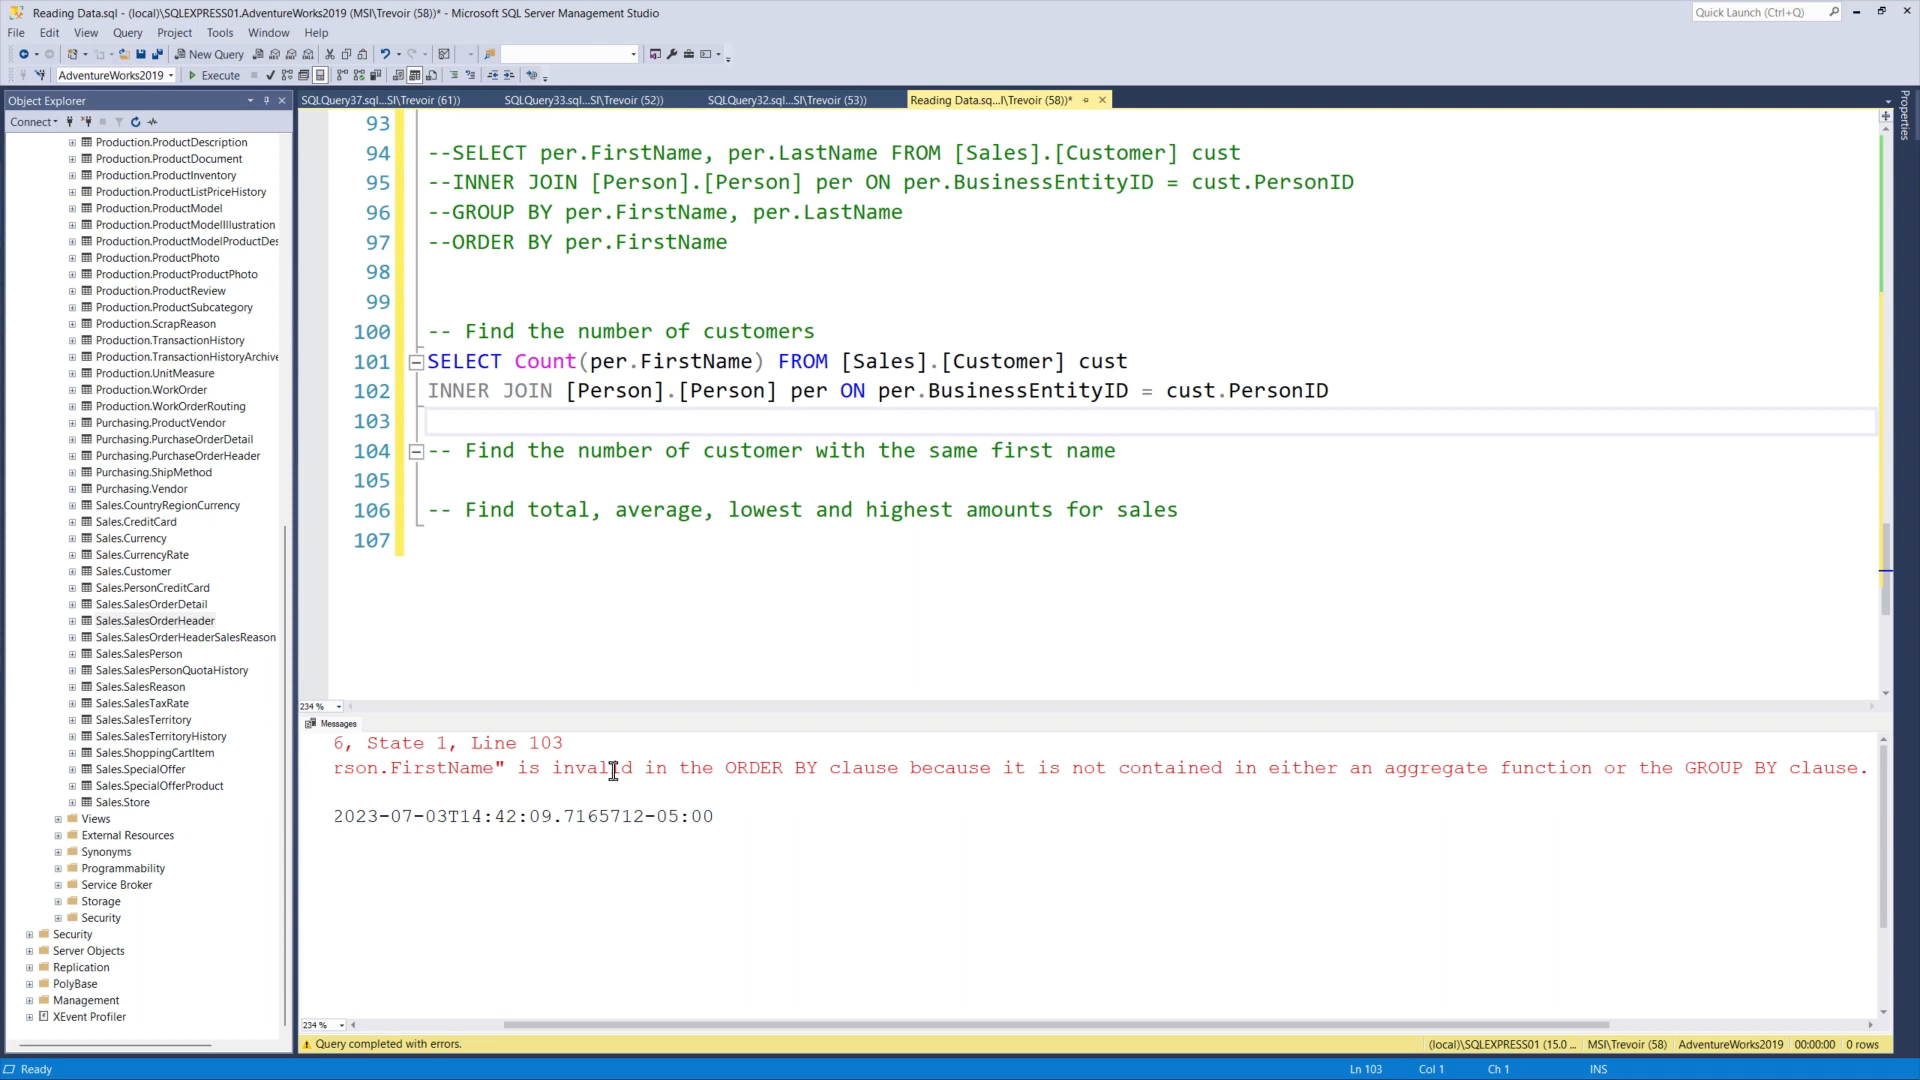 Reading Data.sql - (local)\SQLEXPRESS01.AdventureWorks2019 (MSI\Trevoir (58))* - Microsoft SQL Server Management Studio
Quick Launch (Ctrl+Q)
File Edit View Query Project Tools Window Help
New Query
AdventureWorks2019 Execute
Object Explorer
Connect
Production.ProductDescription
Production.ProductDocument
Production.ProductInventory
Production.ProductListPriceHistory
Production.ProductModel
Production.ProductModelIllustration
Production.ProductModelProductDes
Production.ProductPhoto
Production.ProductProductPhoto
Production.ProductReview
Production.ProductSubcategory
Production.ScrapReason
Production.TransactionHistory
Production.TransactionHistoryArchive
Production.UnitMeasure
Production.WorkOrder
Production.WorkOrderRouting
Purchasing.ProductVendor
Purchasing.PurchaseOrderDetail
Purchasing.PurchaseOrderHeader
Purchasing.ShipMethod
Purchasing.Vendor
Sales.CountryRegionCurrency
Sales.CreditCard
Sales.Currency
Sales.CurrencyRate
Sales.Customer
Sales.PersonCreditCard
Sales.SalesOrderDetail
Sales.SalesOrderHeader
Sales.SalesOrderHeaderSalesReason
Sales.SalesPerson
Sales.SalesPersonQuotaHistory
Sales.SalesReason
Sales.SalesTaxRate
Sales.SalesTerritory
Sales.SalesTerritoryHistory
Sales.ShoppingCartItem
Sales.SpecialOffer
Sales.SpecialOfferProduct
Sales.Store
Views
External Resources
Synonyms
Programmability
Service Broker
Storage
Security
Security
Server Objects
Replication
PolyBase
Management
XEvent Profiler
SQLQuery37.sql...SI\Trevoir (61)) SQLQuery33.sql...SI\Trevoir (52)) SQLQuery32.sql...SI\Trevoir (53)) Reading Data.sq...I\Trevoir (58))*
Properties
93
94 --SELECT per.FirstName, per.LastName FROM [Sales].[Customer] cust
95 --INNER JOIN [Person].[Person] per ON per.BusinessEntityID = cust.PersonID
96 --GROUP BY per.FirstName, per.LastName
97 --ORDER BY per.FirstName
98
99
100 -- Find the number of customers
101 SELECT Count(per.FirstName) FROM [Sales].[Customer] cust
102 INNER JOIN [Person].[Person] per ON per.BusinessEntityID = cust.PersonID
103
104 -- Find the number of customer with the same first name
105
106 -- Find total, average, lowest and highest amounts for sales
107
234 %
Messages
6, State 1, Line 103
rson.FirstName" is invalid in the ORDER BY clause because it is not contained in either an aggregate function or the GROUP BY clause.
2023-07-03T14:42:09.7165712-05:00
234 %
Query completed with errors. (local)\SQLEXPRESS01 (15.0 ... MSI\Trevoir (58) AdventureWorks2019 00:00:00 0 rows
Ready Ln 103 Col 1 Ch 1 INS